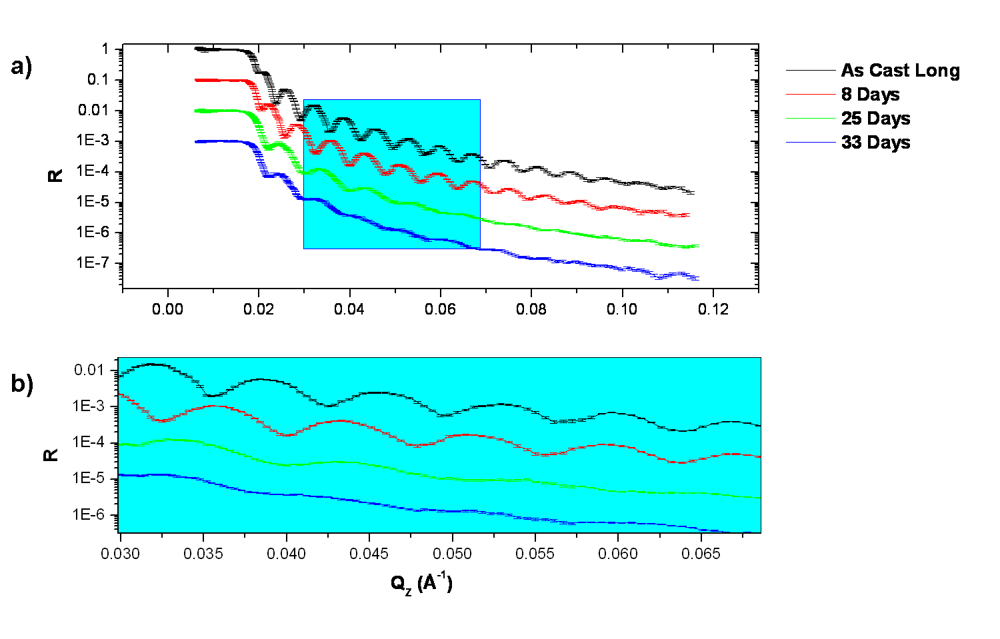 a)
1
0.1
0.01
1E-3
1E-4
1E-5
1E-6
1E-7
R
0.00 0.02 0.04 0.06 0.08 0.10 0.12
As Cast Long
8 Days
25 Days
33 Days
b)
0.01
1E-3
1E-4
1E-5
1E-6
R
0.030 0.035 0.040 0.045 0.050 0.055 0.060 0.065
Qz (A-1)